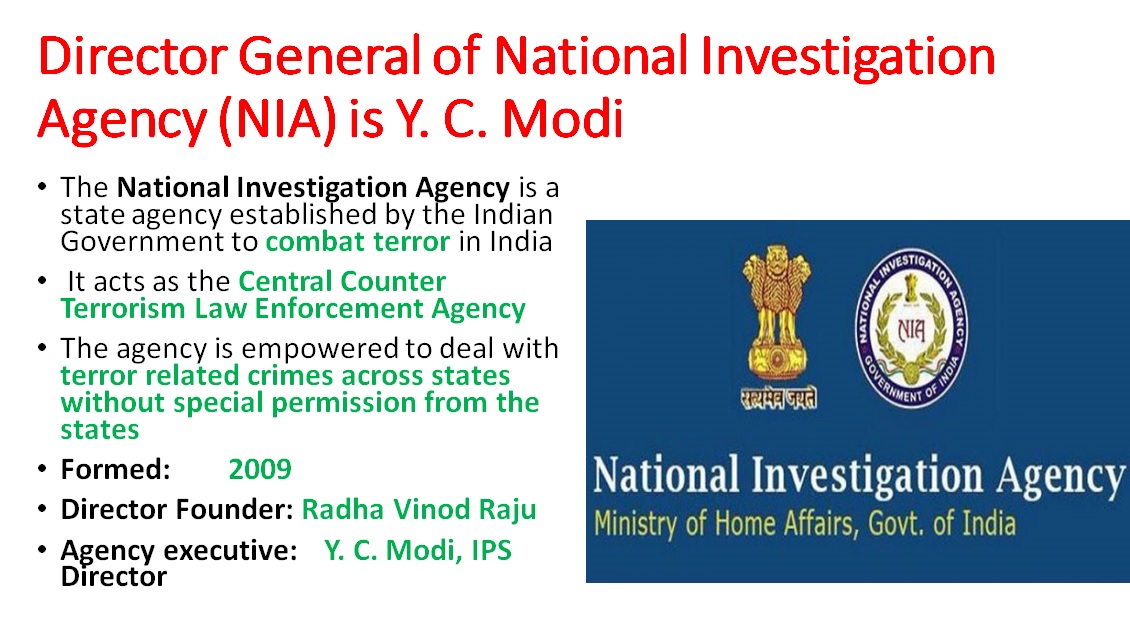 Director General of National Investigation
Agency (NIA) is Y. C. Modi
• The National Investigation Agency is a
state agency established by the Indian
Government to combat terror in India
• It acts as the Central Counter
Terrorism Law Enforcement Agency
• The agency is empowered to deal with
terror related crimes across states
without special permission from the
states
• Formed: 2009
• Director Founder: Radha Vinod Raju
• Agency executive: Y. C. Modi, IPS
Director
सत्यमेव जयते
NATIONAL INVESTIGATION AGENCY
NIA
GOVERNMENT OF INDIA
National Investigation Agency
Ministry of Home Affairs, Govt. of India